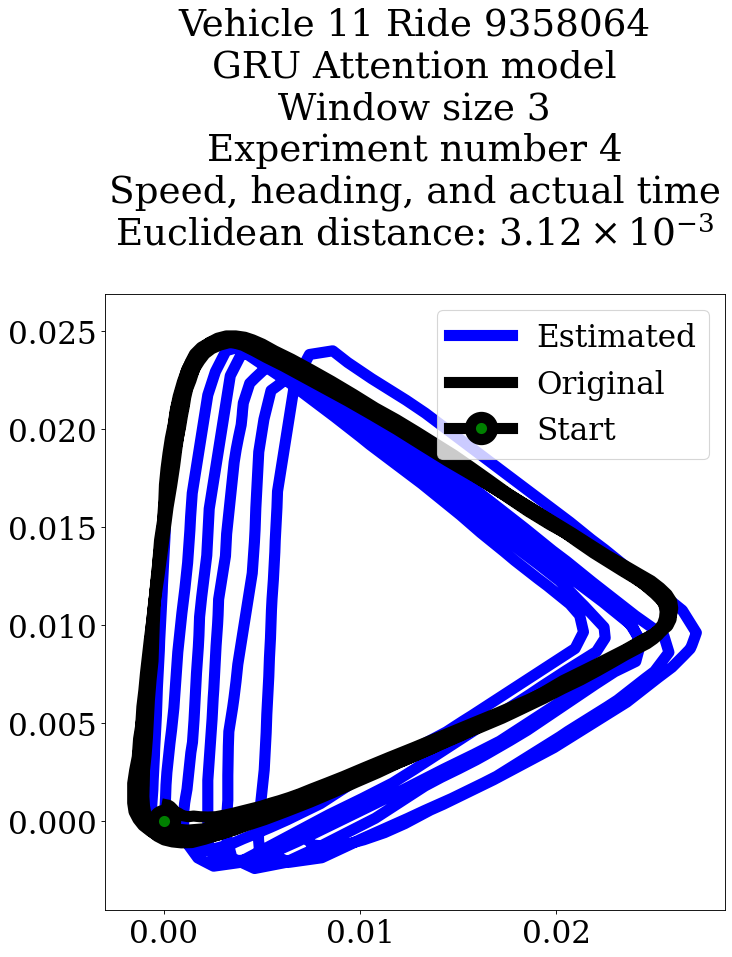 Vehicle 11 Ride 9358064
GRU Attention model
Window size 3
Experiment number 4
Speed, heading, and actual time
Euclidean distance: 3.12 × 10⁻³
Estimated
Original
Start
0.025
0.020
0.015
0.010
0.005
0.000
0.00 0.01 0.02